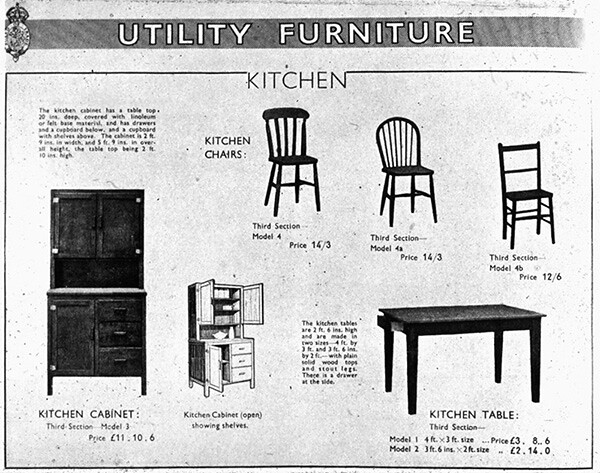 UTILITY FURNITURE
KITCHEN
The kitchen cabinet has a table top
20 ins. deep, covered with linoleum
or felt base material, and has drawers
and a cupboard below, and a cupboard
with shelves above. The cabinet is 2 ft.
9 ins. in width, and 5 ft. 9 ins. in over-
all height, the table top being 2 ft.
10 ins. high.
KITCHEN
CHAIRS:
Third Section—
Model 4
Price 14/3
Third Section—
Model 4a
Price 14/3
Third Section—
Model 4b
Price 12/6
KITCHEN CABINET:
Third Section—Model 3
Price £11.10.6
Kitchen Cabinet (open)
showing shelves.
The kitchen tables
are 2 ft. 6 ins. high
and are made in
two sizes—4 ft. by
3 ft. and 3 ft. 6 ins.
by 2 ft.—with plain
solid wood tops
and stout legs.
There is a drawer
at the side.
KITCHEN TABLE:
Third Section—
Model 1 4 ft. × 3 ft. size ... Price £3. 8..6
Model 2 3 ft. 6 ins. × 2 ft. size .. £2.14.0